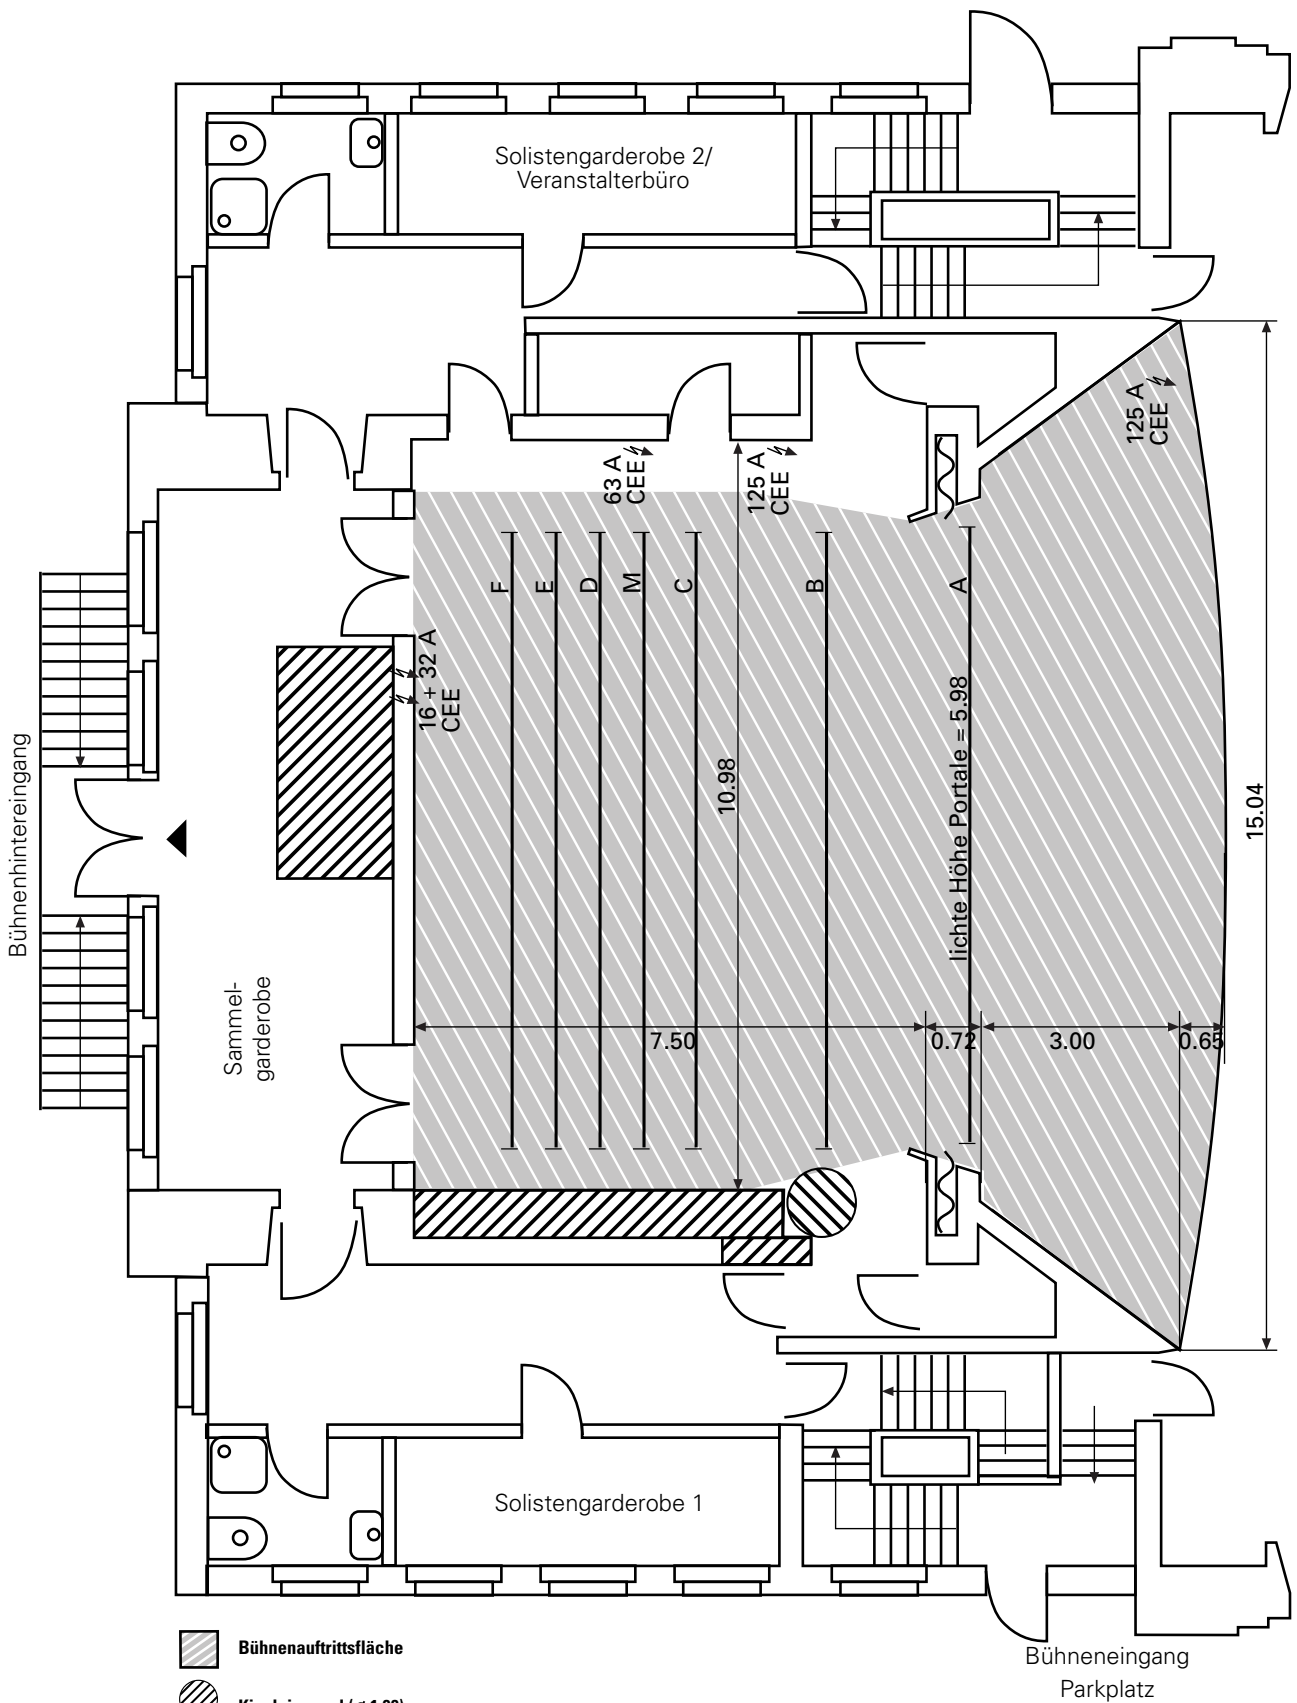 Solistengarderobe 2/
Veranstalterbüro
125 A
CEE
63 A
CEE
125 A
CEE
F
E
D
M
C
B
A
16 + 32 A
CEE
lichte Höhe Portale = 5.98
10.98
15.04
Bühnenhintereingang
Sammel-
garderobe
7.50
0.72
3.00
0.65
Solistengarderobe 1
Bühnenauftrittsfläche
Bühneneingang
Parkplatz